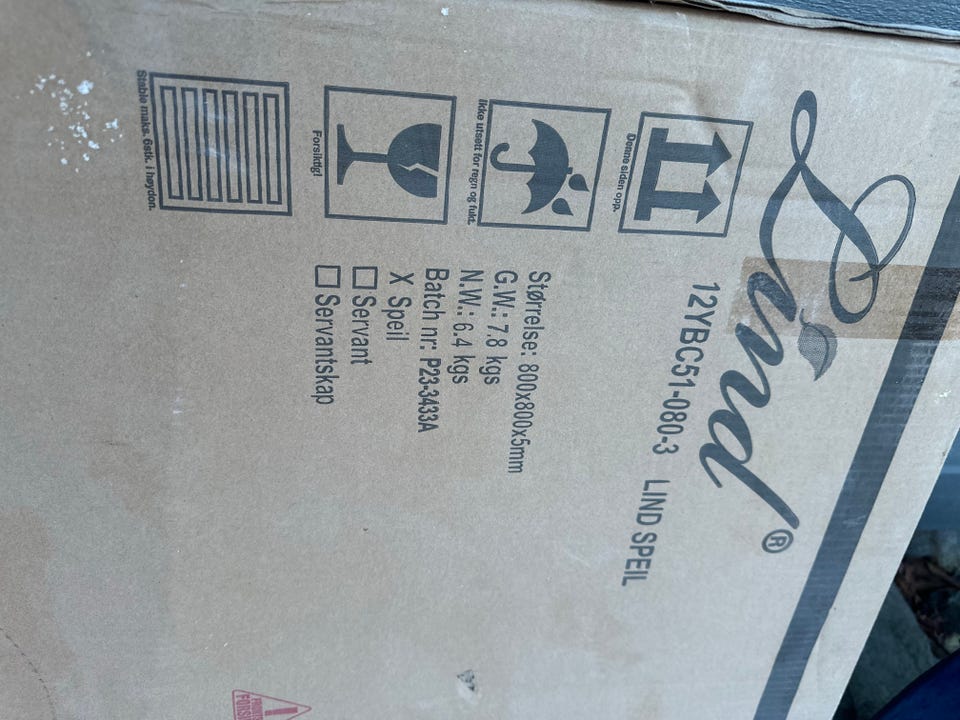 Lind®
12YBC51-080-3 LIND SPEIL
Denne siden opp.
Ikke utsett for regn og fukt.
Forsiktig!
Stable maks. 6stk. i høyden.
Størrelse: 800x800x5mm
G.W.: 7.8 kgs
N.W.: 6.4 kgs
Batch nr: P23-3433A
X Speil
☐ Servant
☐ Servantskap